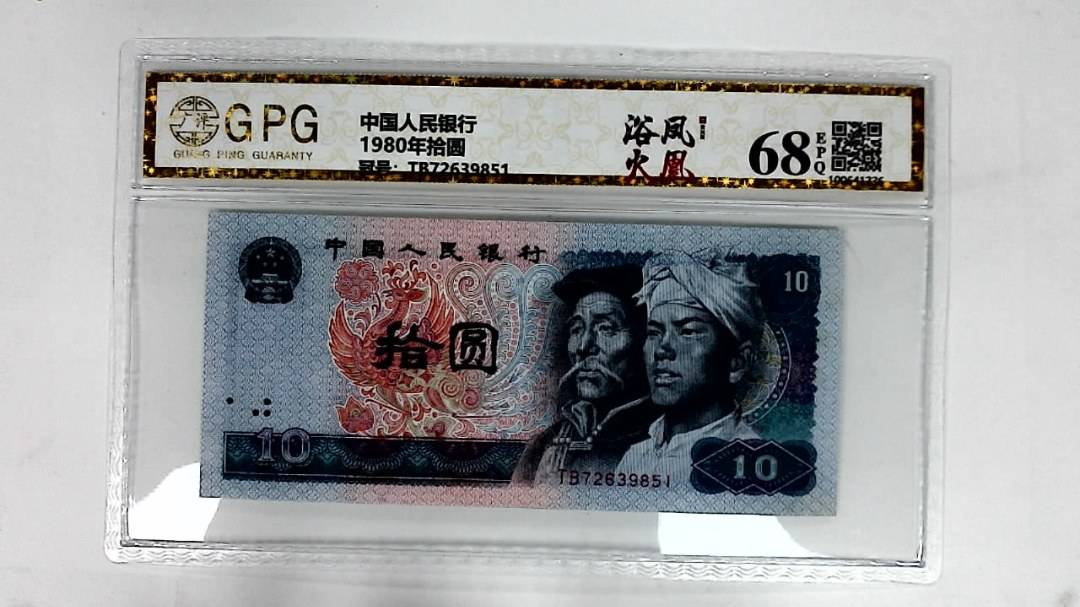 GPG
GUANG PING GUARANTY
中国人民银行
1980年拾圆
冠号：TB72639851
浴凤
火凰
68
EPQ
中国人民银行
10
拾圆
10
TB72639851
10